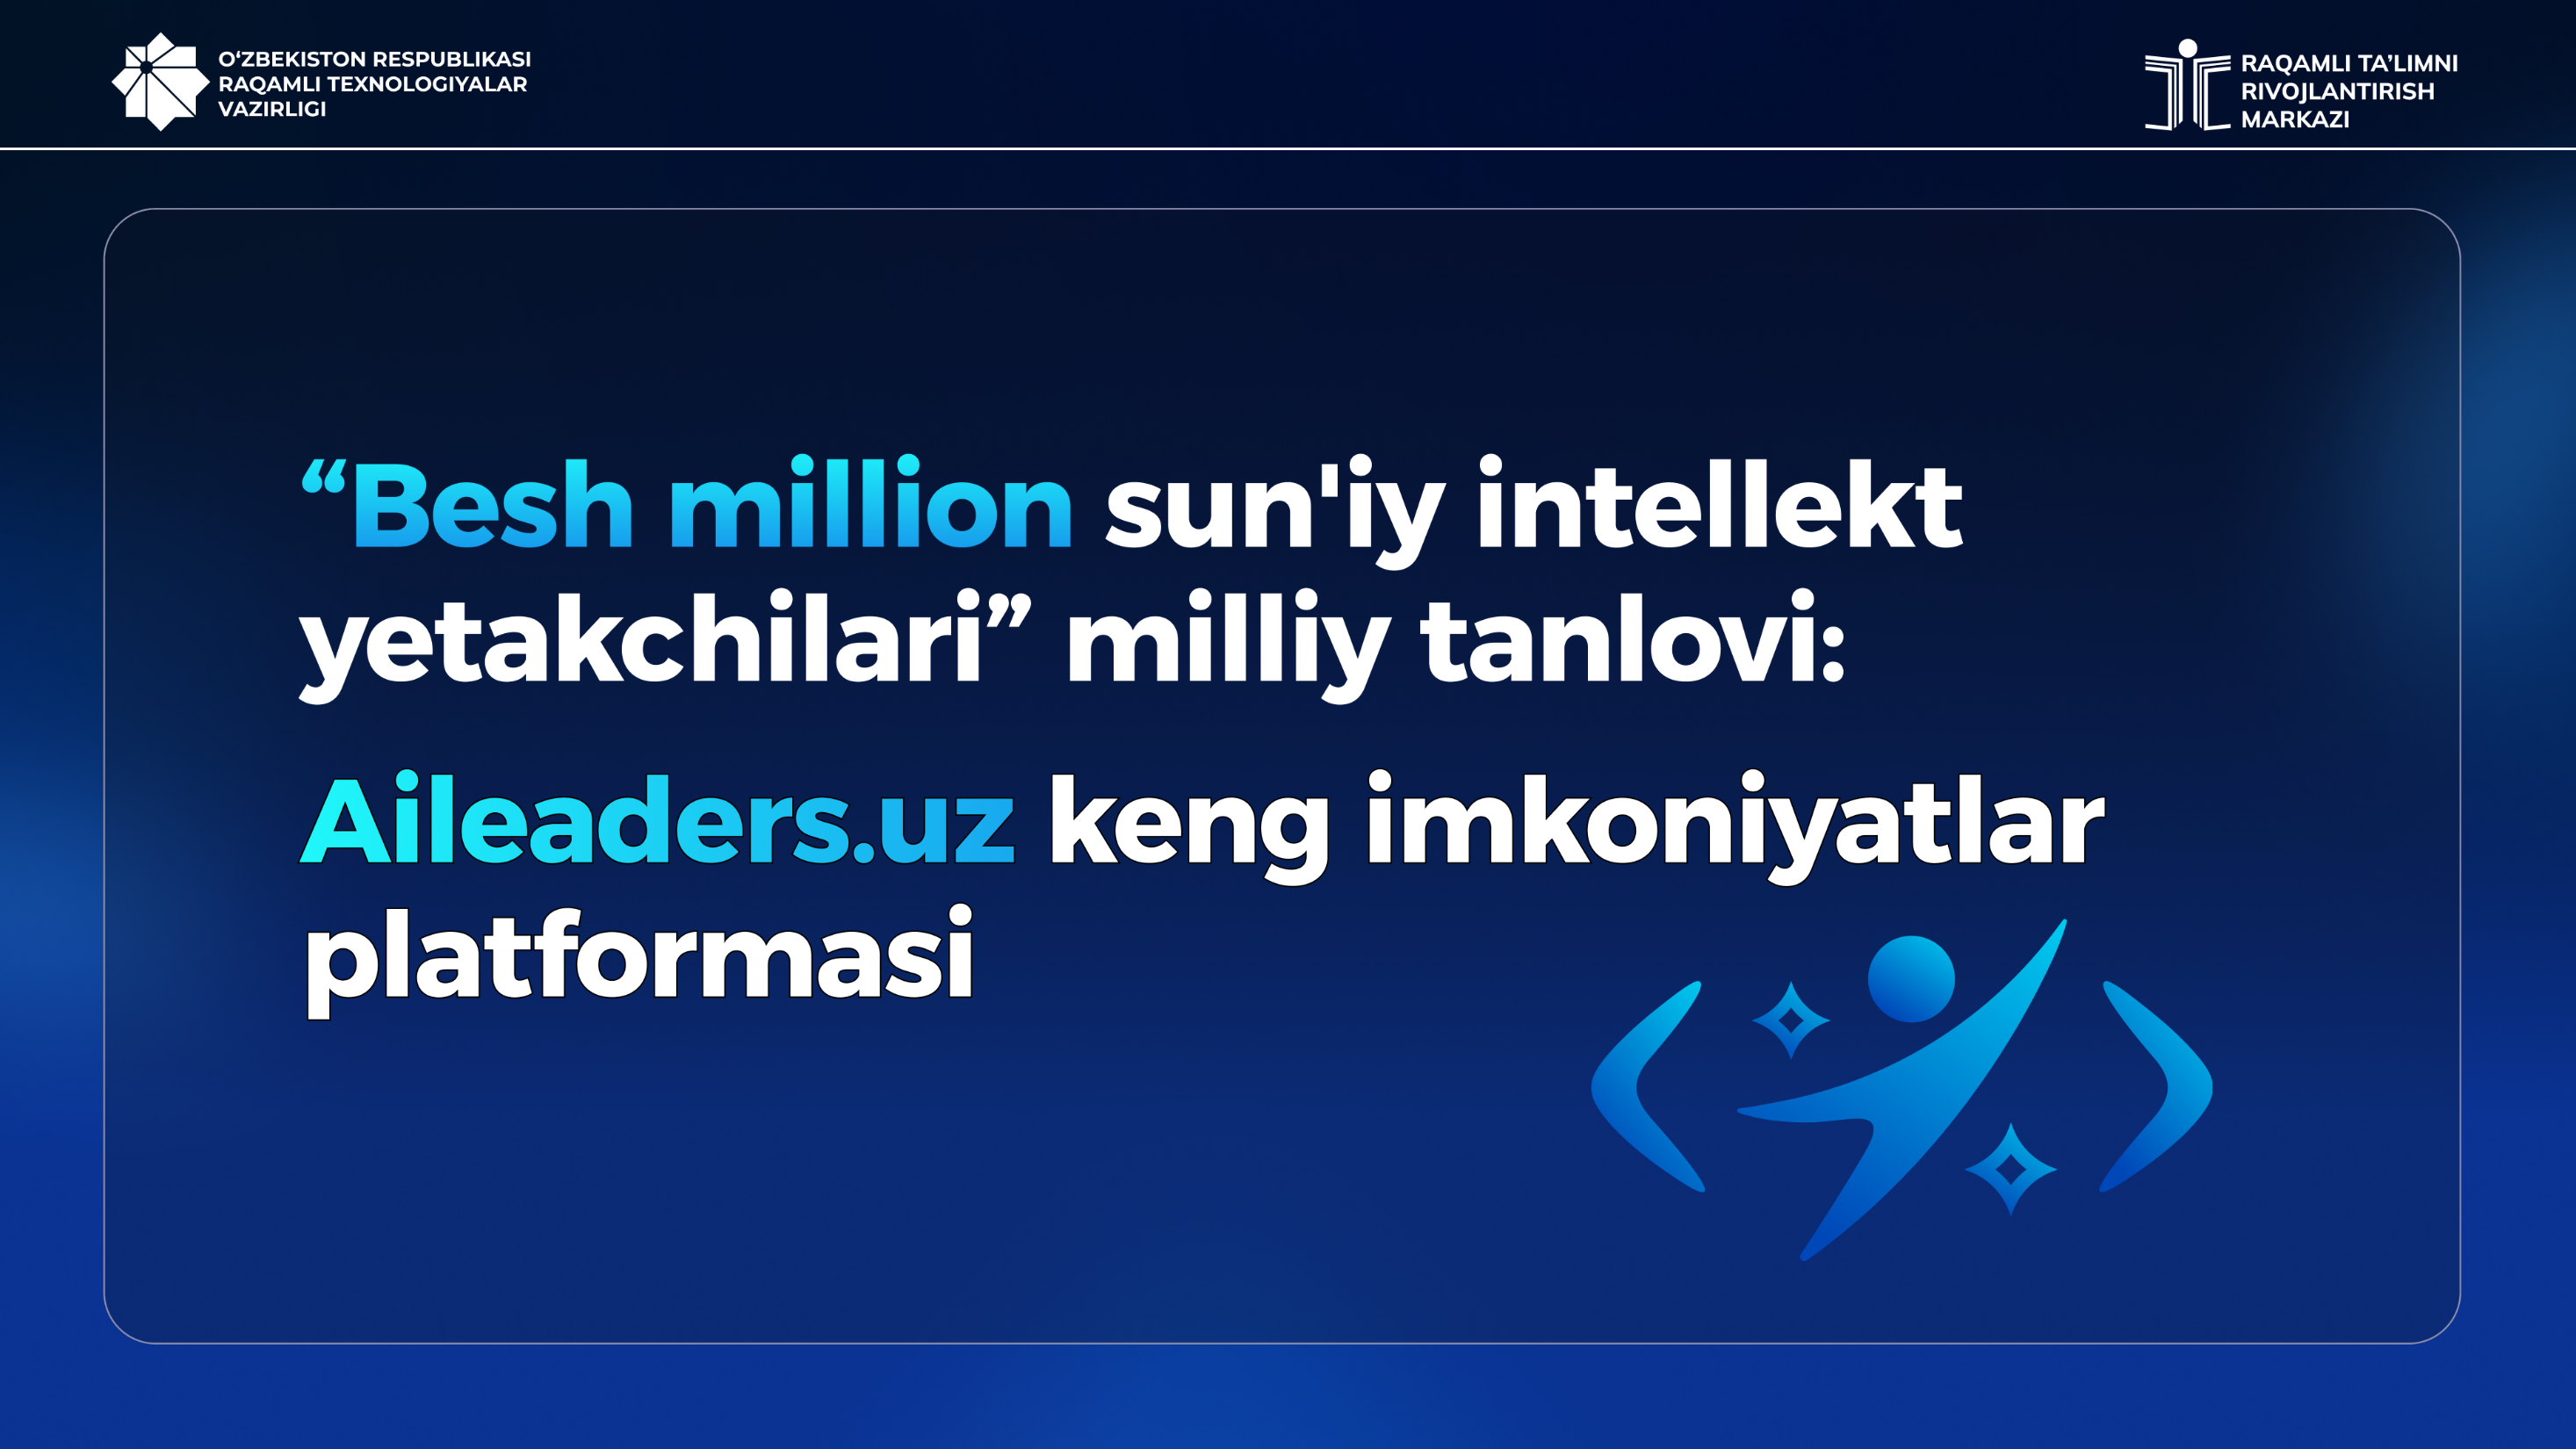 O‘ZBEKISTON RESPUBLIKASI
RAQAMLI TEXNOLOGIYALAR
VAZIRLIGI
RAQAMLI TA’LIMNI
RIVOJLANTIRISH
MARKAZI
“Besh million sun'iy intellekt
yetakchilari” milliy tanlovi:
Aileaders.uz keng imkoniyatlar
platformasi